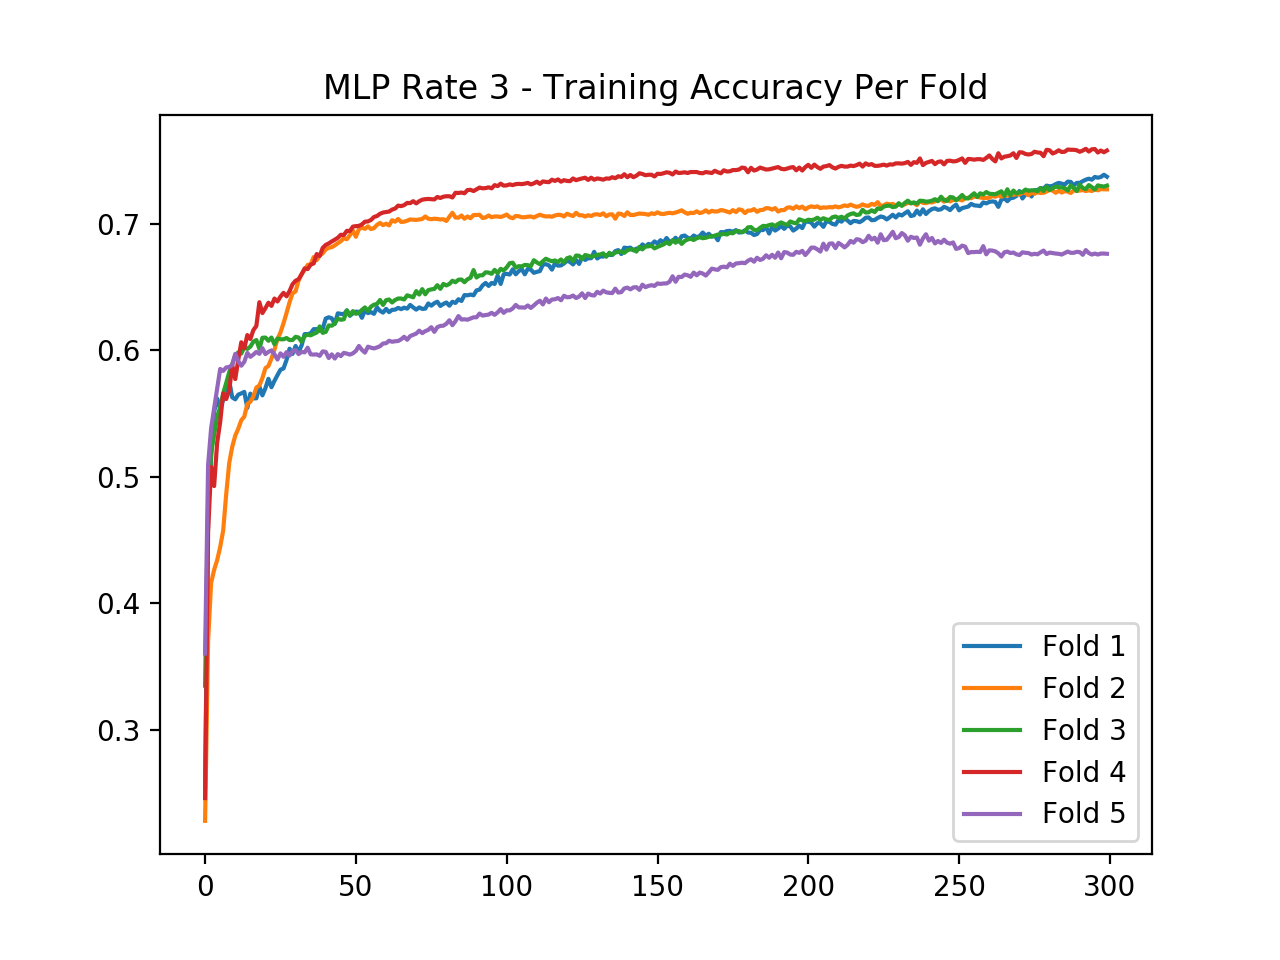 MLP Rate 3 - Training Accuracy Per Fold
0.7
0.6
0.5
0.4
0.3
Fold 1
Fold 2
Fold 3
Fold 4
Fold 5
0 50 100 150 200 250 300